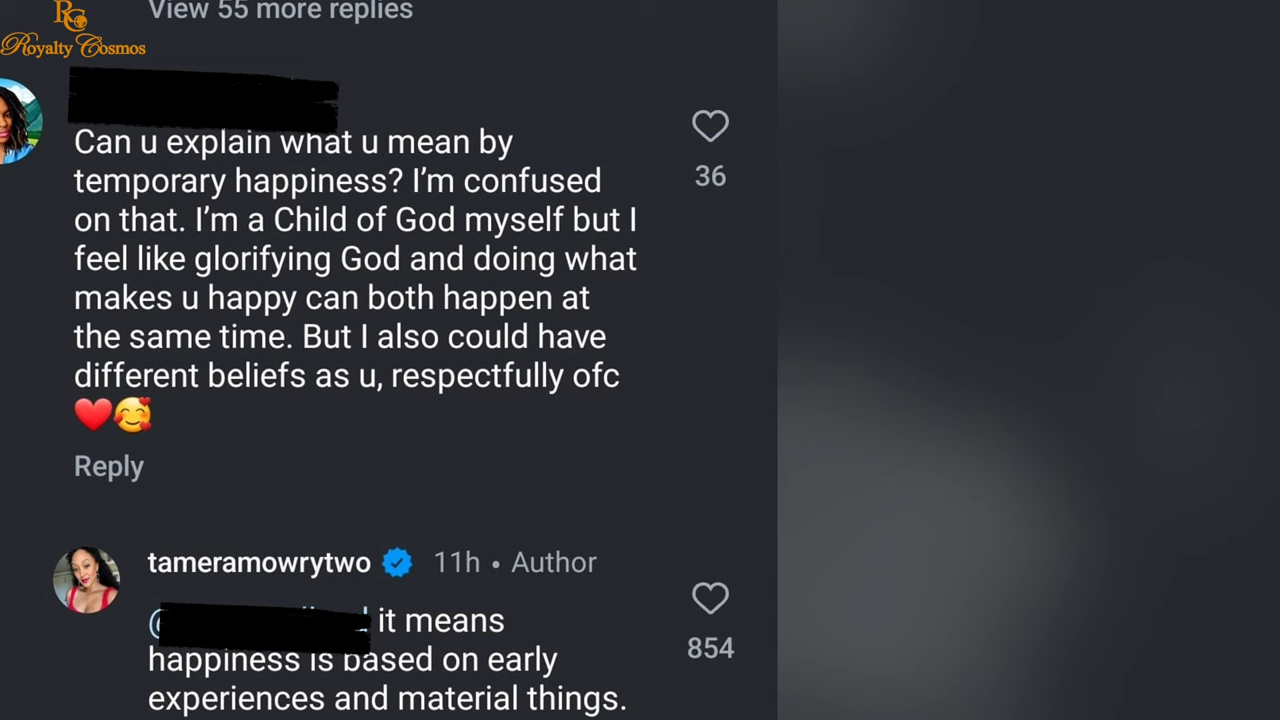 View 55 more replies
RC
Royalty Cosmos
Can u explain what u mean by
temporary happiness? I'm confused
on that. I'm a Child of God myself but I
feel like glorifying God and doing what
makes u happy can both happen at
the same time. But I also could have
different beliefs as u, respectfully ofc
❤️🥰
36
Reply
tameramowrytwo 11h • Author
@ it means
happiness is based on early
experiences and material things.
854